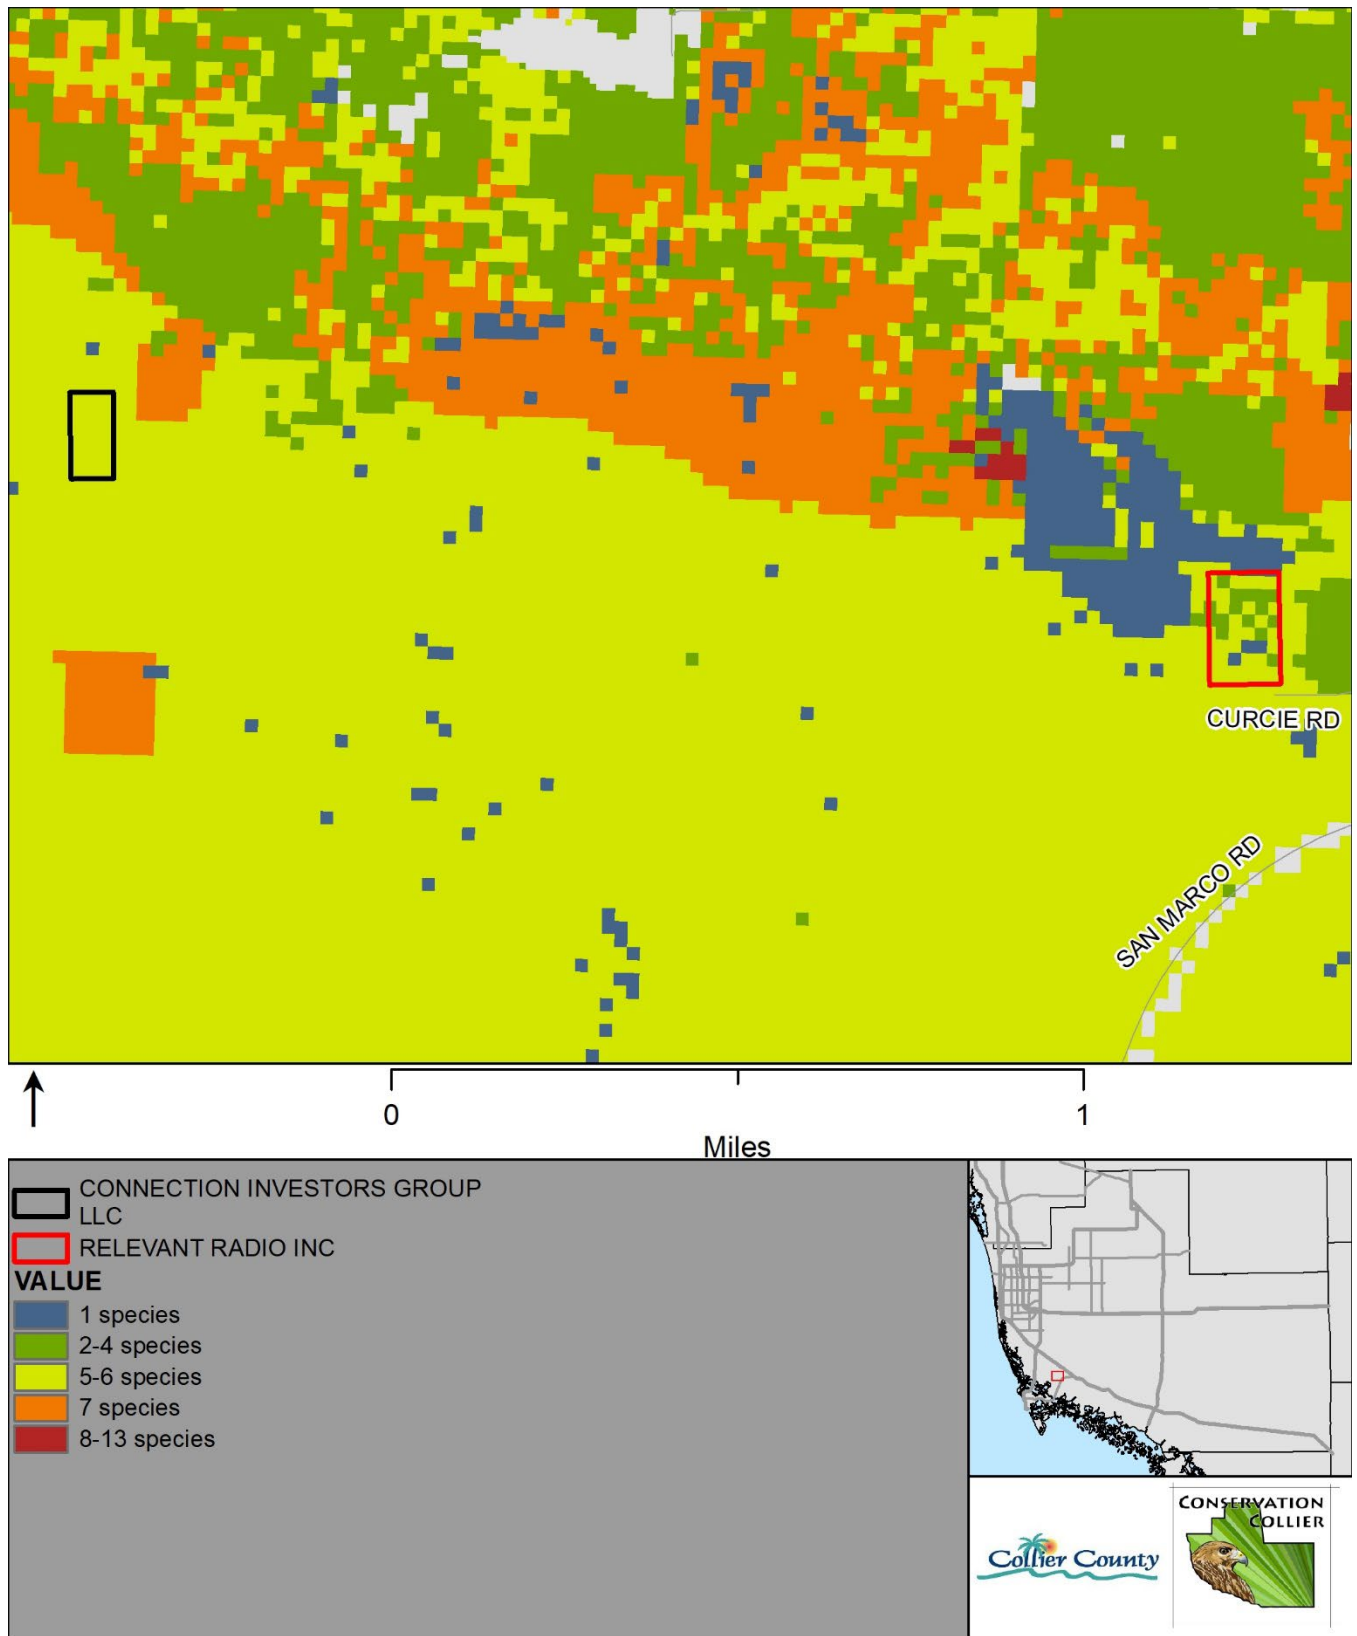 CURCIE RD
SAN MARCO RD
0
1
Miles
CONNECTION INVESTORS GROUP
LLC
RELEVANT RADIO INC
VALUE
1 species
2-4 species
5-6 species
7 species
8-13 species
Collier County
CONSERVATION
COLLIER